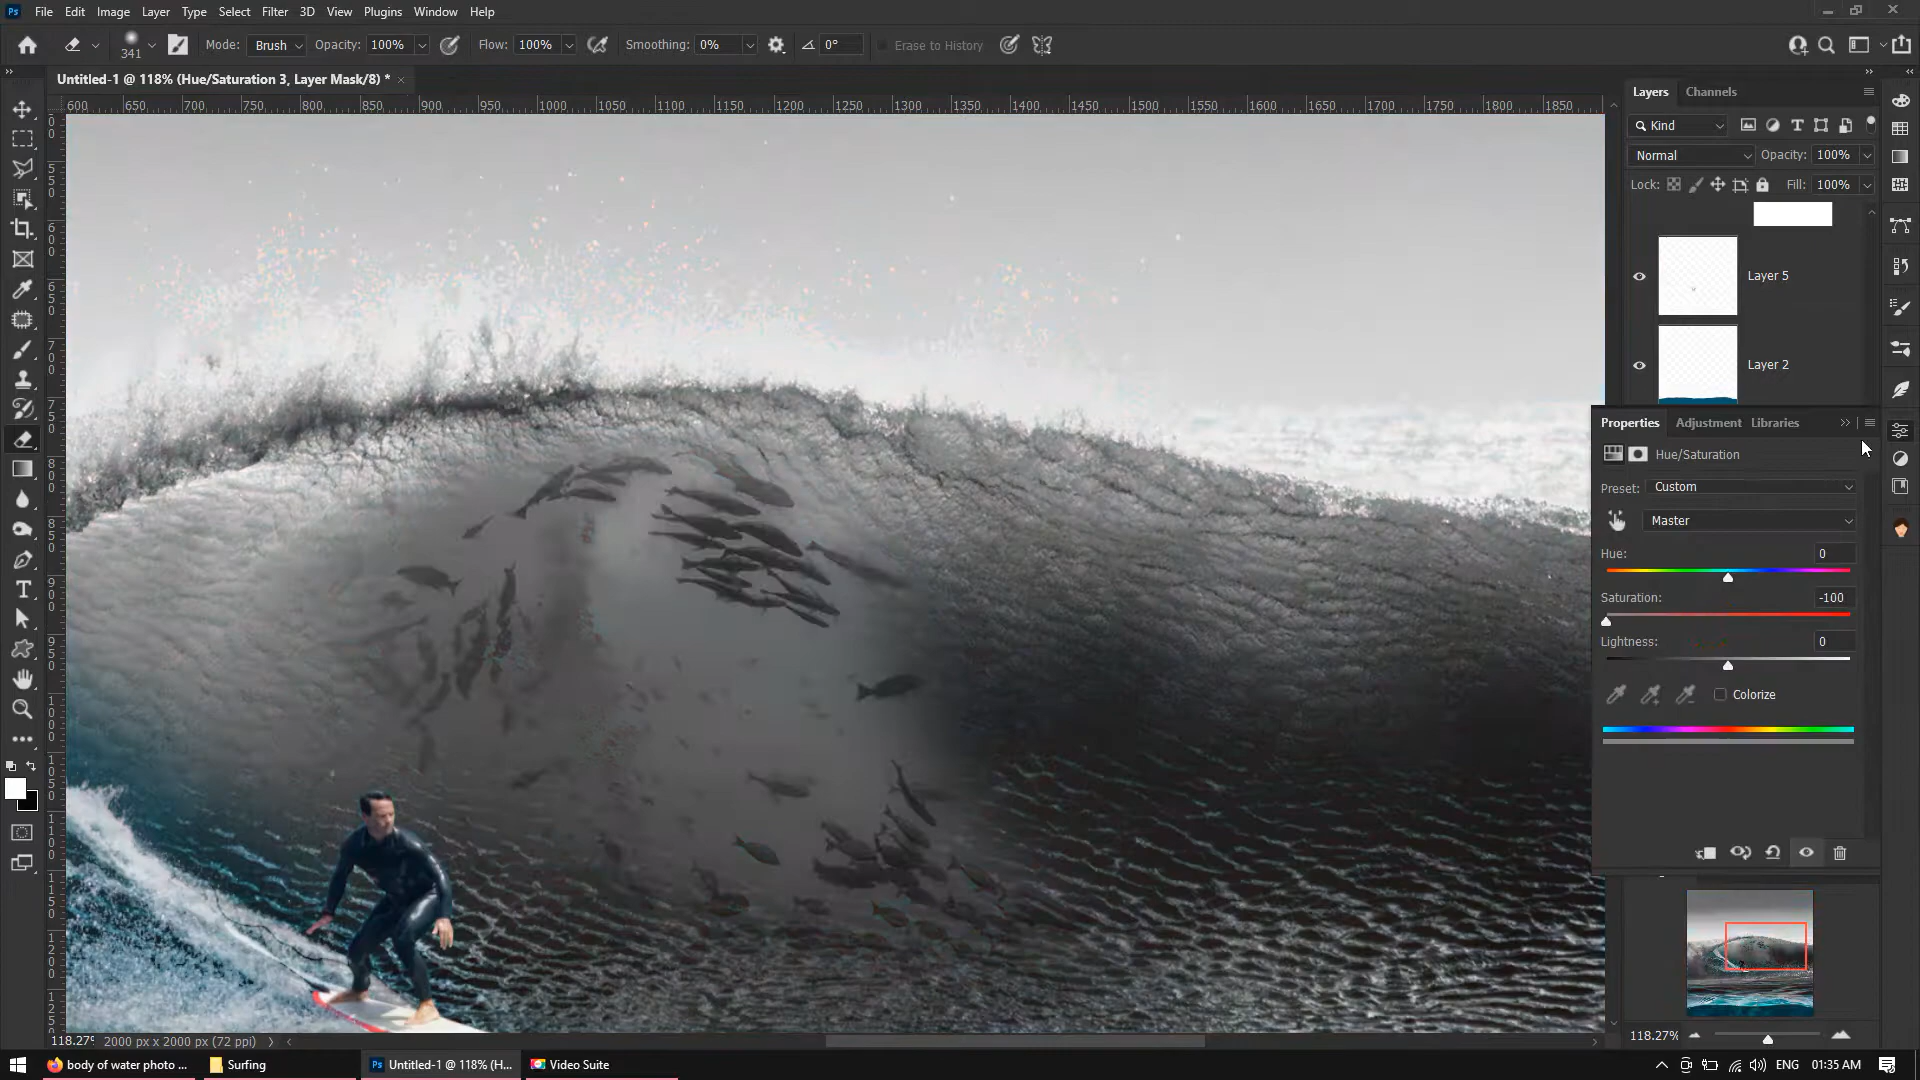 Ps File Edit Image Layer Type Select Filter 3D View Plugins Window Help
341 Mode: Brush Opacity: 100% Flow: 100% Smoothing: 0% 0° Erase to History
Untitled-1 @ 118% (Hue/Saturation 3, Layer Mask/8) * ×
600 650 700 750 800 850 900 950 1000 1050 1100 1150 1200 1250 1300 1350 1400 1450 1500 1550 1600 1650 1700 1750 1800 1850
Layers Channels
Kind
Normal Opacity: 100%
Lock: Fill: 100%
Layer 5
Layer 2
Properties Adjustment Libraries
Hue/Saturation
Preset: Custom
Master
Hue: 0
Saturation: -100
Lightness: 0
Colorize
118.27%
118.27% 2000 px x 2000 px (72 ppi)
body of water photo ... Surfing Ps Untitled-1 @ 118% (H... Video Suite ENG 01:35 AM